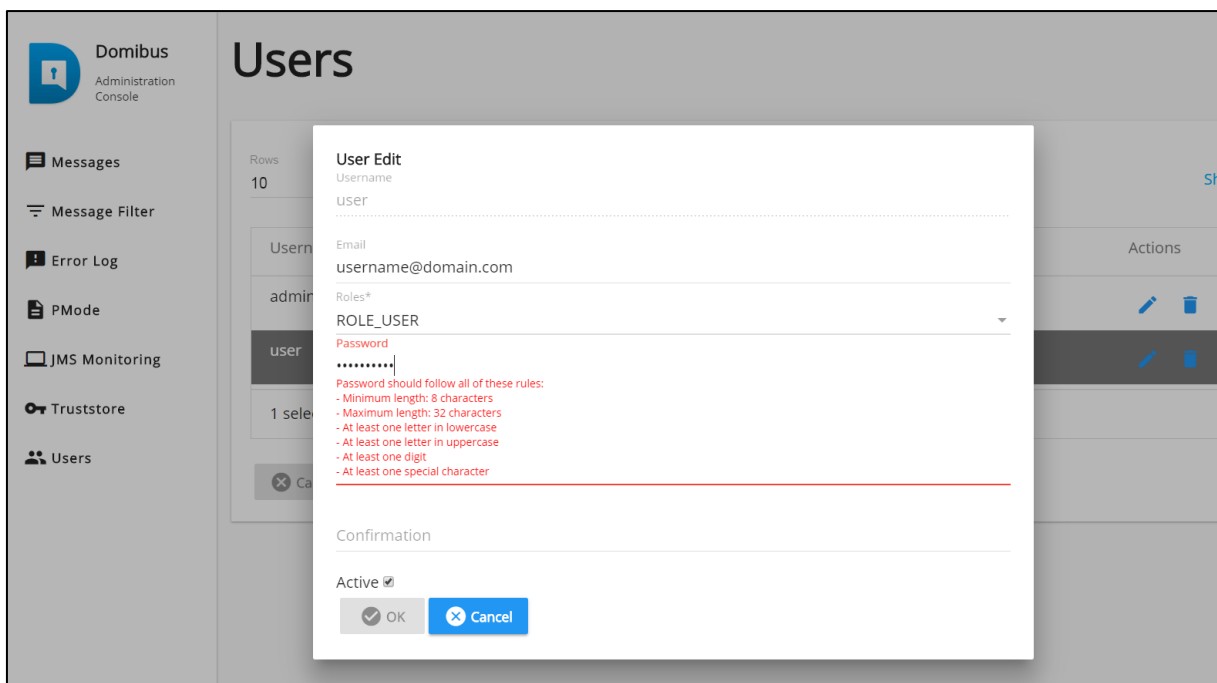 Domibus
Administration
Console
Messages
Message Filter
Error Log
PMode
JMS Monitoring
Truststore
Users
Users
Rows
10
Sh
Usern
Actions
admin
user
1 sele
Ca
User Edit
Username
user
Email
username@domain.com
Roles*
ROLE_USER
Password
••••••••••
Password should follow all of these rules:
- Minimum length: 8 characters
- Maximum length: 32 characters
- At least one letter in lowercase
- At least one letter in uppercase
- At least one digit
- At least one special character
Confirmation
Active
OK
Cancel